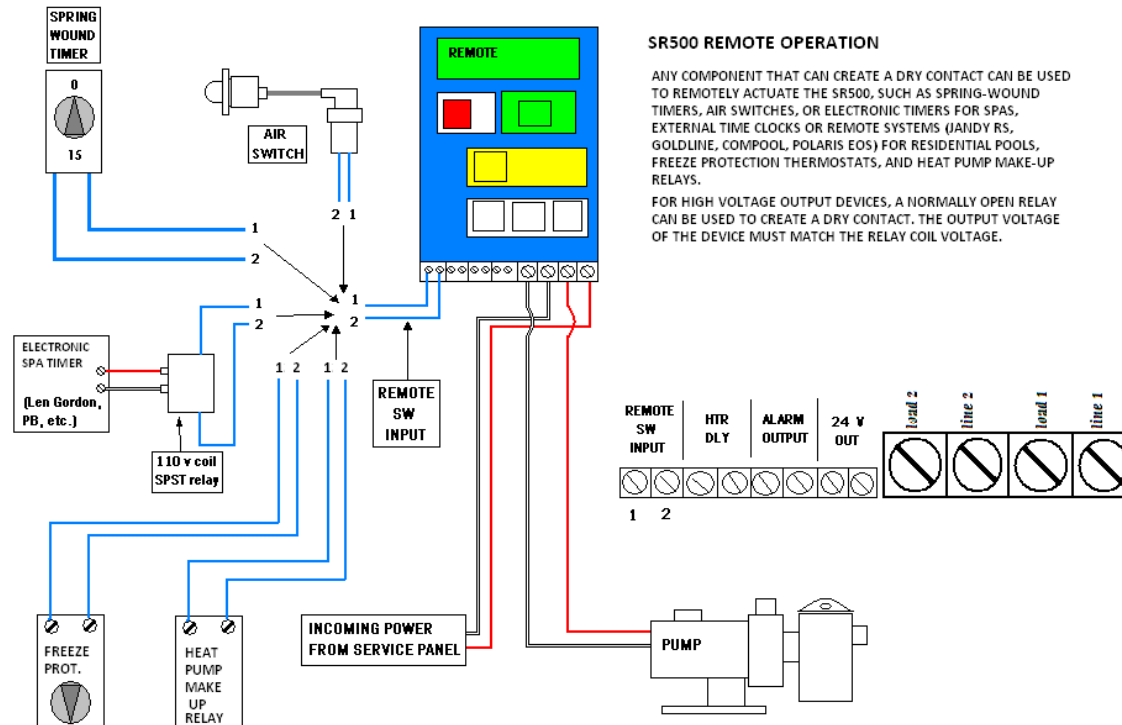 SPRING
WOUND
TIMER
0
15
1
2
AIR
SWITCH
2 1
REMOTE
SR500 REMOTE OPERATION
ANY COMPONENT THAT CAN CREATE A DRY CONTACT CAN BE USED
TO REMOTELY ACTUATE THE SR500, SUCH AS SPRING-WOUND
TIMERS, AIR SWITCHES, OR ELECTRONIC TIMERS FOR SPAS,
EXTERNAL TIME CLOCKS OR REMOTE SYSTEMS (JANDY RS,
GOLDLINE, COMPOOL, POLARIS EOS) FOR RESIDENTIAL POOLS,
FREEZE PROTECTION THERMOSTATS, AND HEAT PUMP MAKE-UP
RELAYS.
FOR HIGH VOLTAGE OUTPUT DEVICES, A NORMALLY OPEN RELAY
CAN BE USED TO CREATE A DRY CONTACT. THE OUTPUT VOLTAGE
OF THE DEVICE MUST MATCH THE RELAY COIL VOLTAGE.
1
2
1
2
ELECTRONIC
SPA TIMER
(Len Gordon,
PB, etc.)
110 v coil
SPST relay
1 2
1 2
REMOTE
SW
INPUT
REMOTE
SW
INPUT
HTR
DLY
ALARM
OUTPUT
24 V
OUT
load 2
line 2
load 1
line 1
1 2
FREEZE
PROT.
HEAT
PUMP
MAKE
UP
RELAY
INCOMING POWER
FROM SERVICE PANEL
PUMP